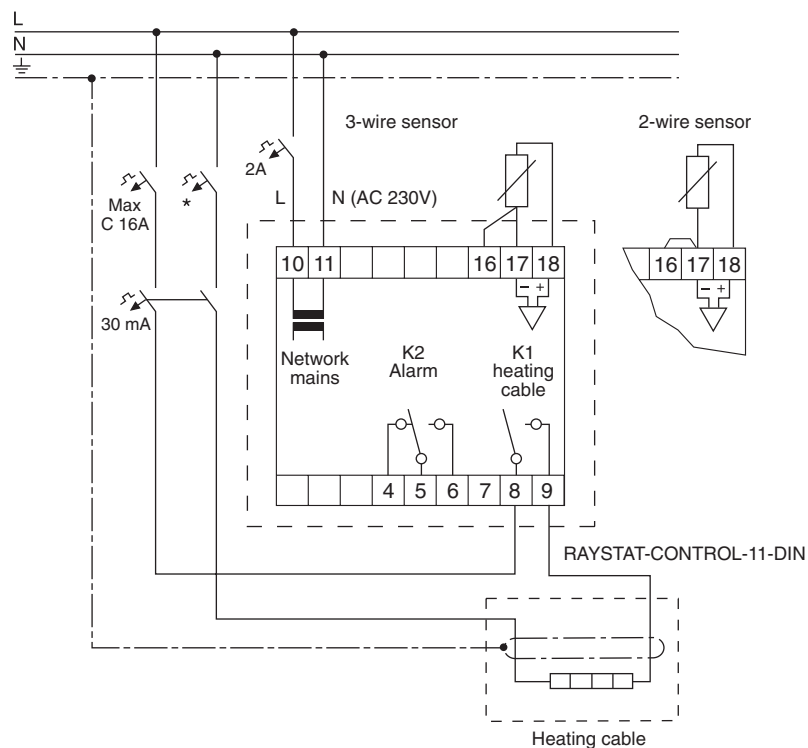 L
N
3-wire sensor
2-wire sensor
2A
L
N (AC 230V)
Max
C 16A
*
10 11 16 17 18
16 17 18
- +
- +
30 mA
Network
mains
K2
Alarm
K1
heating
cable
4 5 6 7 8 9
RAYSTAT-CONTROL-11-DIN
Heating cable